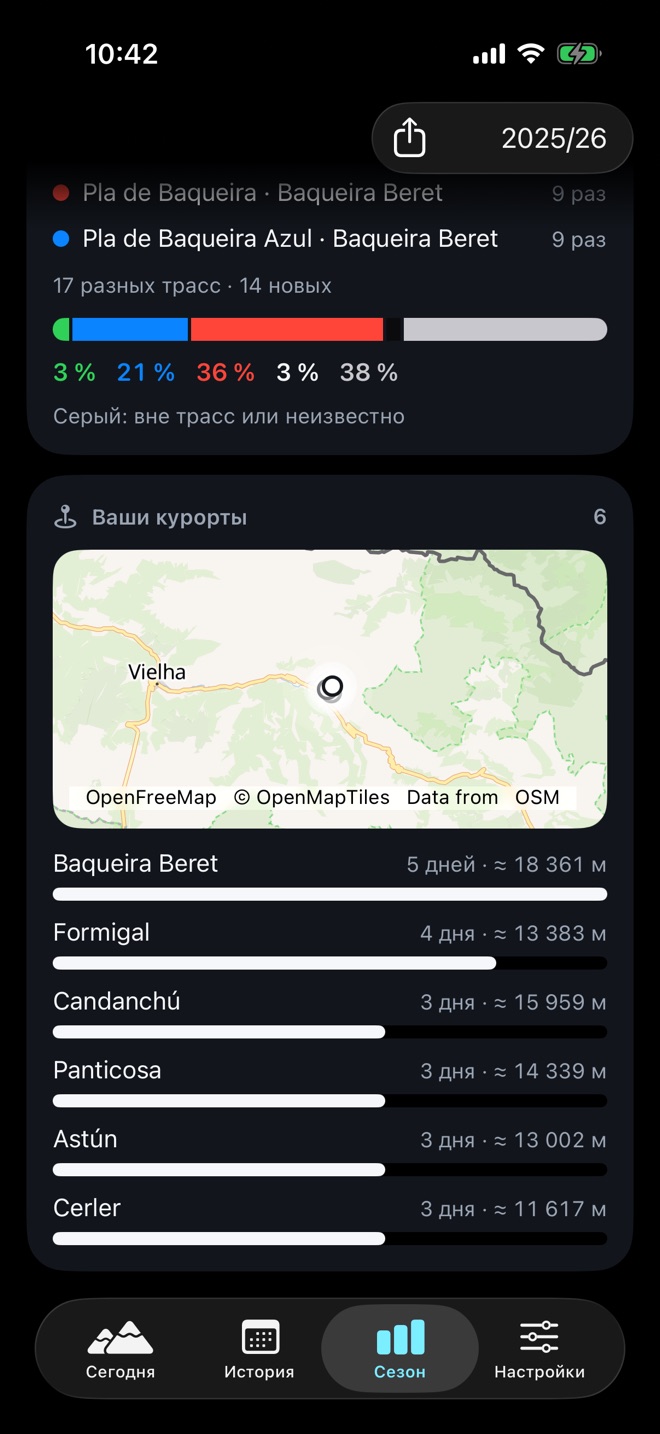 10:42
2025/26
Pla de Baqueira · Baqueira Beret 9 раз
Pla de Baqueira Azul · Baqueira Beret 9 раз
17 разных трасс · 14 новых
3 % 21 % 36 % 3 % 38 %
Серый: вне трасс или неизвестно
Ваши курорты 6
Vielha
OpenFreeMap © OpenMapTiles Data from OSM
Baqueira Beret 5 дней · ≈ 18 361 м
Formigal 4 дня · ≈ 13 383 м
Candanchú 3 дня · ≈ 15 959 м
Panticosa 3 дня · ≈ 14 339 м
Astún 3 дня · ≈ 13 002 м
Cerler 3 дня · ≈ 11 617 м
Сегодня История Сезон Настройки